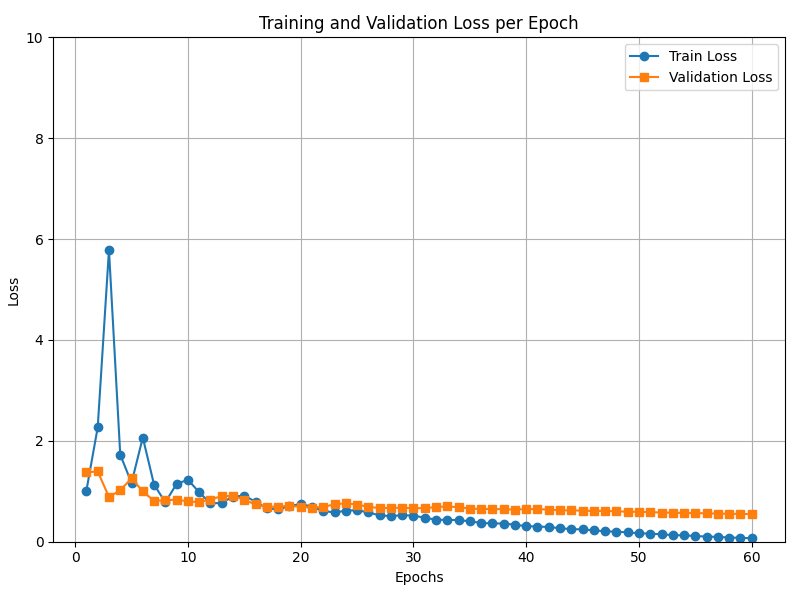 Training and Validation Loss per Epoch
10
8
6
4
2
0
Loss
Train Loss
Validation Loss
0 10 20 30 40 50 60
Epochs